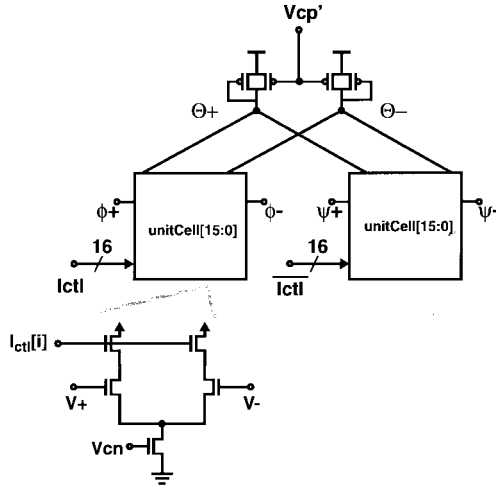 Vcp'
Θ+ Θ−
ϕ+ unitCell[15:0] ϕ- ψ+ unitCell[15:0] ψ-
16 16
Ictl Ictl
Ictl[i]
V+ V-
Vcn